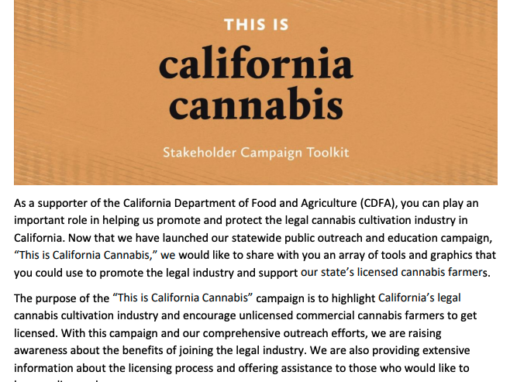 THIS IS
california
cannabis
Stakeholder Campaign Toolkit
As a supporter of the California Department of Food and Agriculture (CDFA), you can play an
important role in helping us promote and protect the legal cannabis cultivation industry in
California. Now that we have launched our statewide public outreach and education campaign,
“This is California Cannabis,” we would like to share with you an array of tools and graphics that
you could use to promote the legal industry and support our state’s licensed cannabis farmers.
The purpose of the “This is California Cannabis” campaign is to highlight California’s legal
cannabis cultivation industry and encourage unlicensed commercial cannabis farmers to get
licensed. With this campaign and our comprehensive outreach efforts, we are raising
awareness about the benefits of joining the legal industry. We are also providing extensive
information about the licensing process and offering assistance to those who would like to